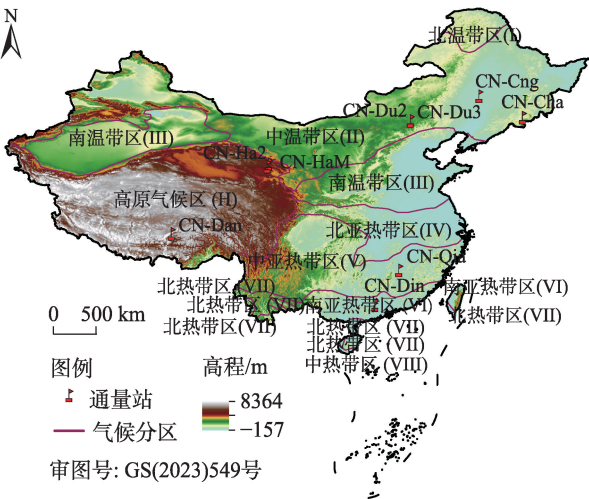 N
北温带区(I)
CN-Cng
CN-Cha
CN-Du2
CN-Du3
南温带区(III)
中温带区(II)
CN-Ha2
CN-HaM
南温带区(III)
高原气候区 (H)
CN-Dan
北亚热带区(IV)
中亚热带区(V)
CN-Qia
CN-Din
北热带区(VII)
南亚热带区(VI)
北热带区(VII)
南亚热带区(VI)
北热带区(VII)
北热带区(VII)
北热带区(VII)
北热带区(VII)
中热带区(VIII)
0 500 km
图例
高程/m
通量站
8364
气候分区
−157
审图号: GS(2023)549号